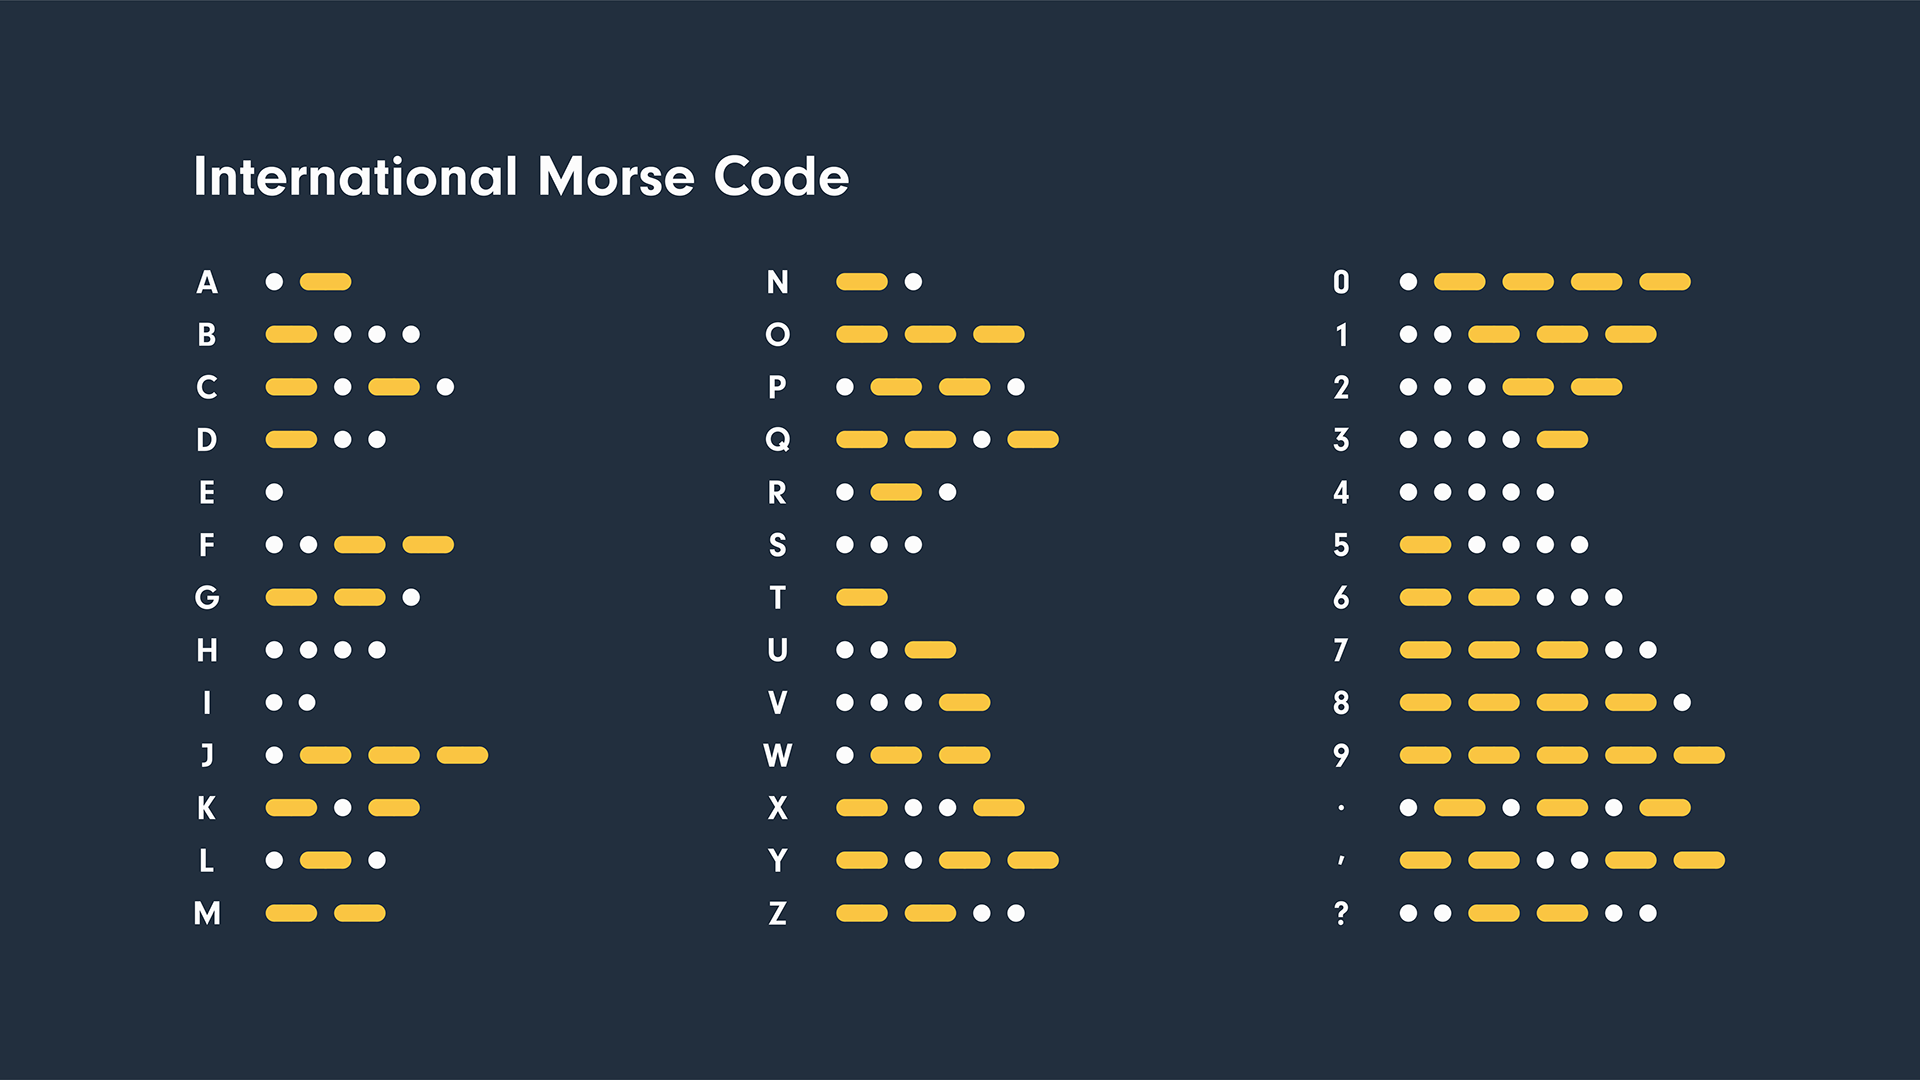 International Morse Code
A • —
B — • • •
C — • — •
D — • •
E •
F • • — —
G — — •
H • • • •
I • •
J • — — —
K — • —
L • — •
M — —
N — •
O — — —
P • — — •
Q — — • —
R • — •
S • • •
T —
U • • —
V • • • —
W • — —
X — • • —
Y — • — —
Z — — • •
0 • — — — —
1 • • — — —
2 • • • — —
3 • • • • —
4 • • • • •
5 — • • • •
6 — — • • •
7 — — — • •
8 — — — — •
9 — — — — —
. • — • — • —
, — — • • — —
? • • — — • •